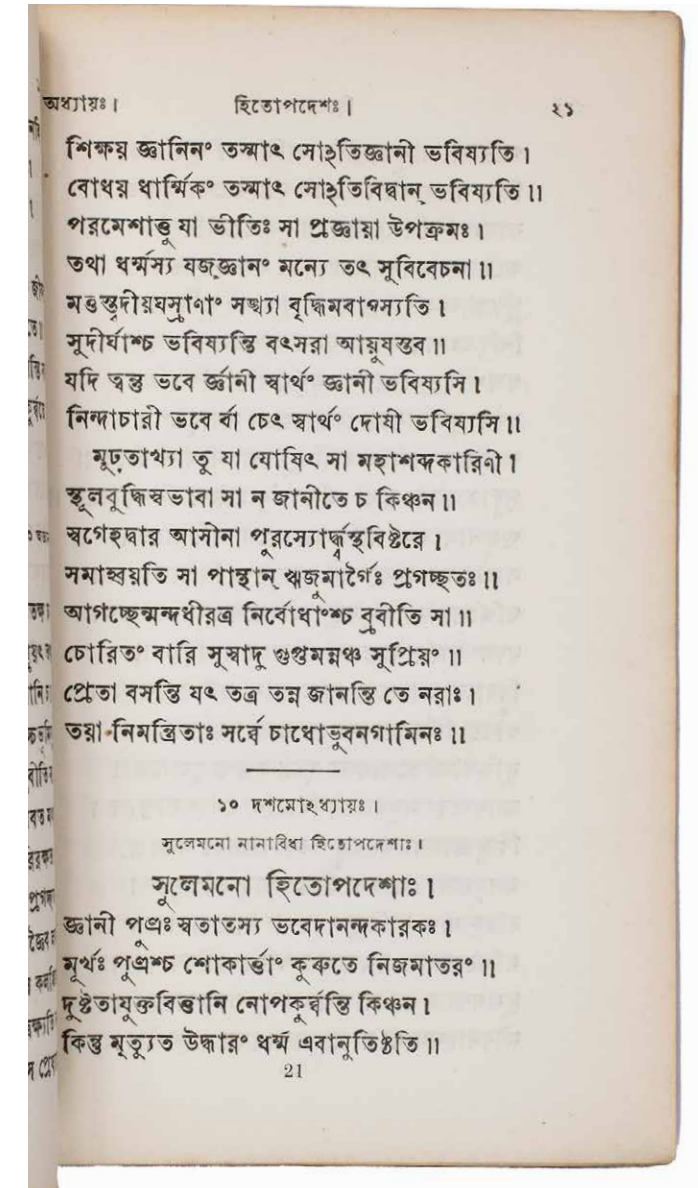 অধ্যায়ঃ। হিতোপদেশঃ। ২১
শিক্ষয় জ্ঞানিনং তস্মাৎ সোঽতিজ্ঞানী ভবিষ্যতি।
বোধয় ধার্ম্মিকং তস্মাৎ সোঽতিবিদ্বান্ ভবিষ্যতি॥
পরমেশাত্তু যা ভীতিঃ সা প্রজ্ঞায়া উপক্রমঃ।
তথা ধর্ম্মস্য যজ্জ্ঞানং মন্যে তৎ সুবিবেচনা॥
মত্তস্ত্বদীয়ঘস্রাণাং সঙ্খ্যা বৃদ্ধিমবাপ্স্যতি।
সুদীর্ঘাশ্চ ভবিষ্যন্তি বৎসরা আয়ুষস্তব॥
যদি ত্বন্তু ভবে র্জ্ঞানী স্বার্থং জ্ঞানী ভবিষ্যসি।
নিন্দাচারী ভবে র্বা চেৎ স্বার্থং দোষী ভবিষ্যসি॥
মূঢ়তাখ্যা তু যা যোষিৎ সা মহাশব্দকারিণী।
স্থূলবুদ্ধিস্বভাবা সা ন জানীতে চ কিঞ্চন॥
স্বগেহদ্বার আসীনা পুরস্যোর্দ্ধ্বস্থবিষ্টরে।
সমাহ্বয়তি সা পান্থান্ ঋজুমার্গৈঃ প্রগচ্ছতঃ॥
আগচ্ছেন্মন্দধীরত্র নির্বোধাংশ্চ ব্রবীতি সা॥
চোরিতং বারি সুস্বাদু গুপ্তমন্নঞ্চ সুপ্রিয়ং॥
প্রেতা বসন্তি যৎ তত্র তন্ন জানন্তি তে নরাঃ।
তয়া নিমন্ত্রিতাঃ সর্ব্বে চাধোভুবনগামিনঃ॥
১০ দশমোঽধ্যায়ঃ।
সুলেমনো নানাবিধা হিতোপদেশাঃ।
সুলেমনো হিতোপদেশাঃ।
জ্ঞানী পুত্ত্রঃ স্বতাতস্য ভবেদানন্দকারকঃ।
মূর্খঃ পুত্ত্রশ্চ শোকার্ত্তাং কুরুতে নিজমাতরং॥
দুষ্টতাযুক্তবিত্তানি নোপকুর্ব্বন্তি কিঞ্চন।
কিন্তু মৃত্যুত উদ্ধারং ধর্ম্ম এবানুতিষ্ঠতি॥
21